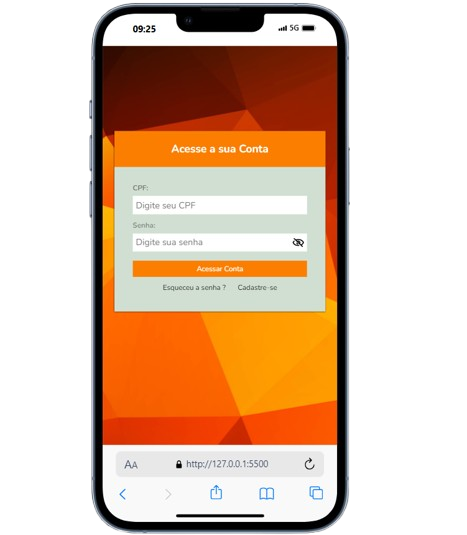 09:25
5G
Acesse a sua Conta
CPF:
Digite seu CPF
Senha:
Digite sua senha
Acessar Conta
Esqueceu a senha ? Cadastre-se
AA http://127.0.0.1:5500